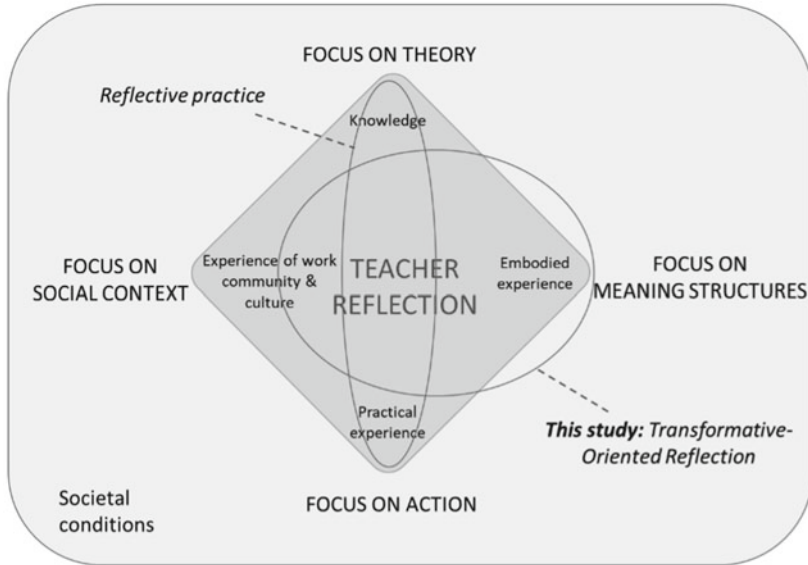 FOCUS ON THEORY
Reflective practice
Knowledge
FOCUS ON
SOCIAL CONTEXT
Experience of work
community &
culture
TEACHER
REFLECTION
Embodied
experience
FOCUS ON
MEANING STRUCTURES
Practical
experience
This study: Transformative-
Oriented Reflection
FOCUS ON ACTION
Societal
conditions